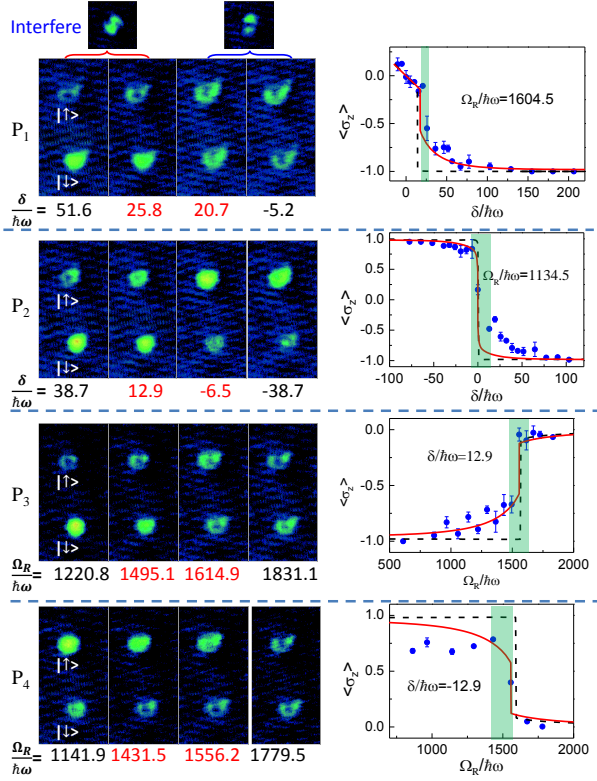 Interfere
P1
|↑>
|↓>
δ/ħω = 51.6 25.8 20.7 -5.2
<σz>
0.0
-0.5
-1.0
ΩR/ħω=1604.5
0 50 100 150 200
δ/ħω
P2
|↑>
|↓>
δ/ħω = 38.7 12.9 -6.5 -38.7
<σz>
1.0
0.5
0.0
-0.5
-1.0
ΩR/ħω=1134.5
-100 -50 0 50 100
δ/ħω
P3
|↑>
|↓>
ΩR/ħω = 1220.8 1495.1 1614.9 1831.1
<σz>
0.0
-0.5
-1.0
δ/ħω=12.9
500 1000 1500 2000
ΩR/ħω
P4
|↑>
|↓>
ΩR/ħω = 1141.9 1431.5 1556.2 1779.5
<σz>
1.0
0.5
0.0
δ/ħω=-12.9
1000 1500 2000
ΩR/ħω